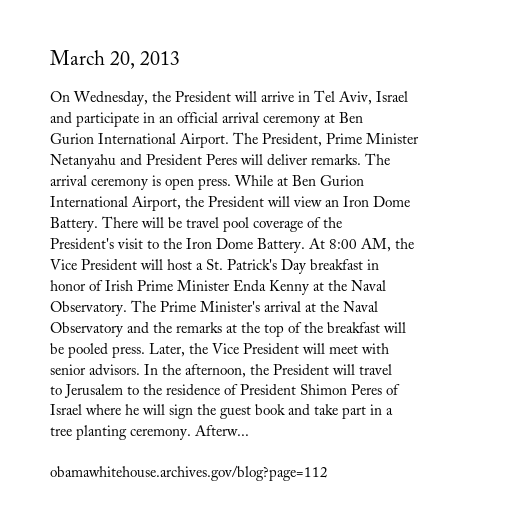 March 20, 2013
On Wednesday, the President will arrive in Tel Aviv, Israel
and participate in an official arrival ceremony at Ben
Gurion International Airport. The President, Prime Minister
Netanyahu and President Peres will deliver remarks. The
arrival ceremony is open press. While at Ben Gurion
International Airport, the President will view an Iron Dome
Battery. There will be travel pool coverage of the
President's visit to the Iron Dome Battery. At 8:00 AM, the
Vice President will host a St. Patrick's Day breakfast in
honor of Irish Prime Minister Enda Kenny at the Naval
Observatory. The Prime Minister's arrival at the Naval
Observatory and the remarks at the top of the breakfast will
be pooled press. Later, the Vice President will meet with
senior advisors. In the afternoon, the President will travel
to Jerusalem to the residence of President Shimon Peres of
Israel where he will sign the guest book and take part in a
tree planting ceremony. Afterw...
obamawhitehouse.archives.gov/blog?page=112